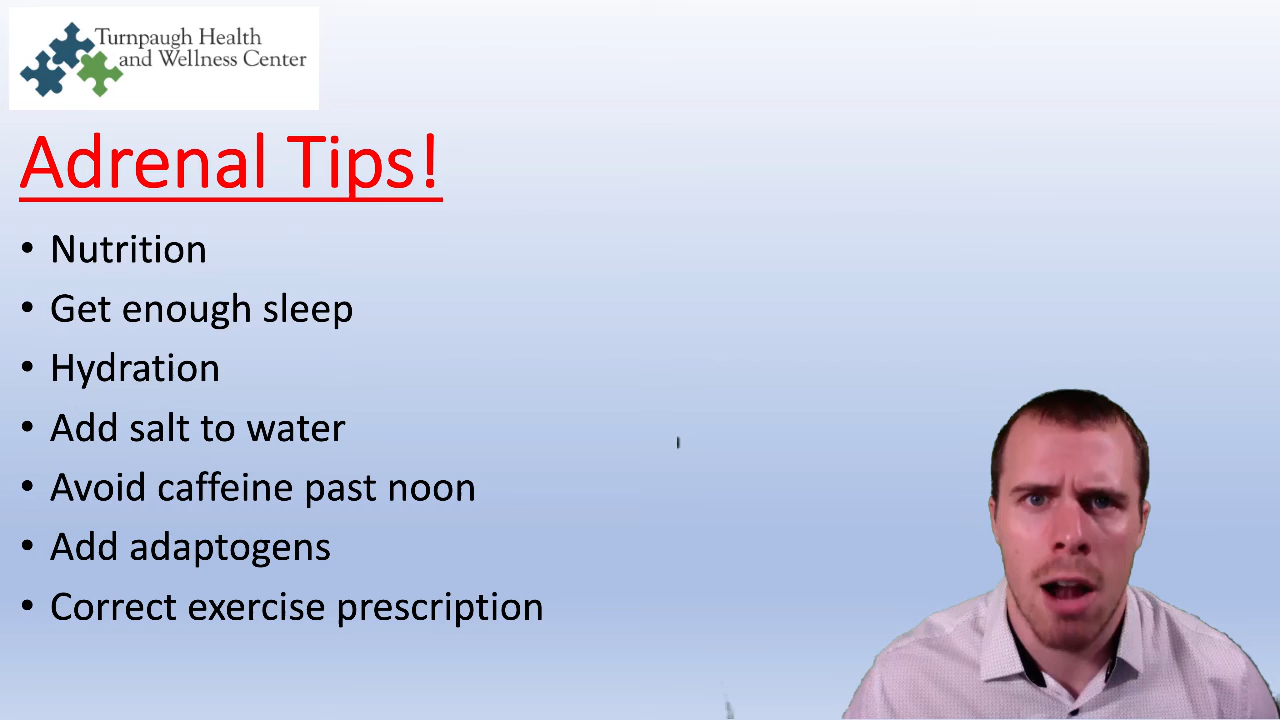 Turnpaugh Health
and Wellness Center
Adrenal Tips!
• Nutrition
• Get enough sleep
• Hydration
• Add salt to water
• Avoid caffeine past noon
• Add adaptogens
• Correct exercise prescription